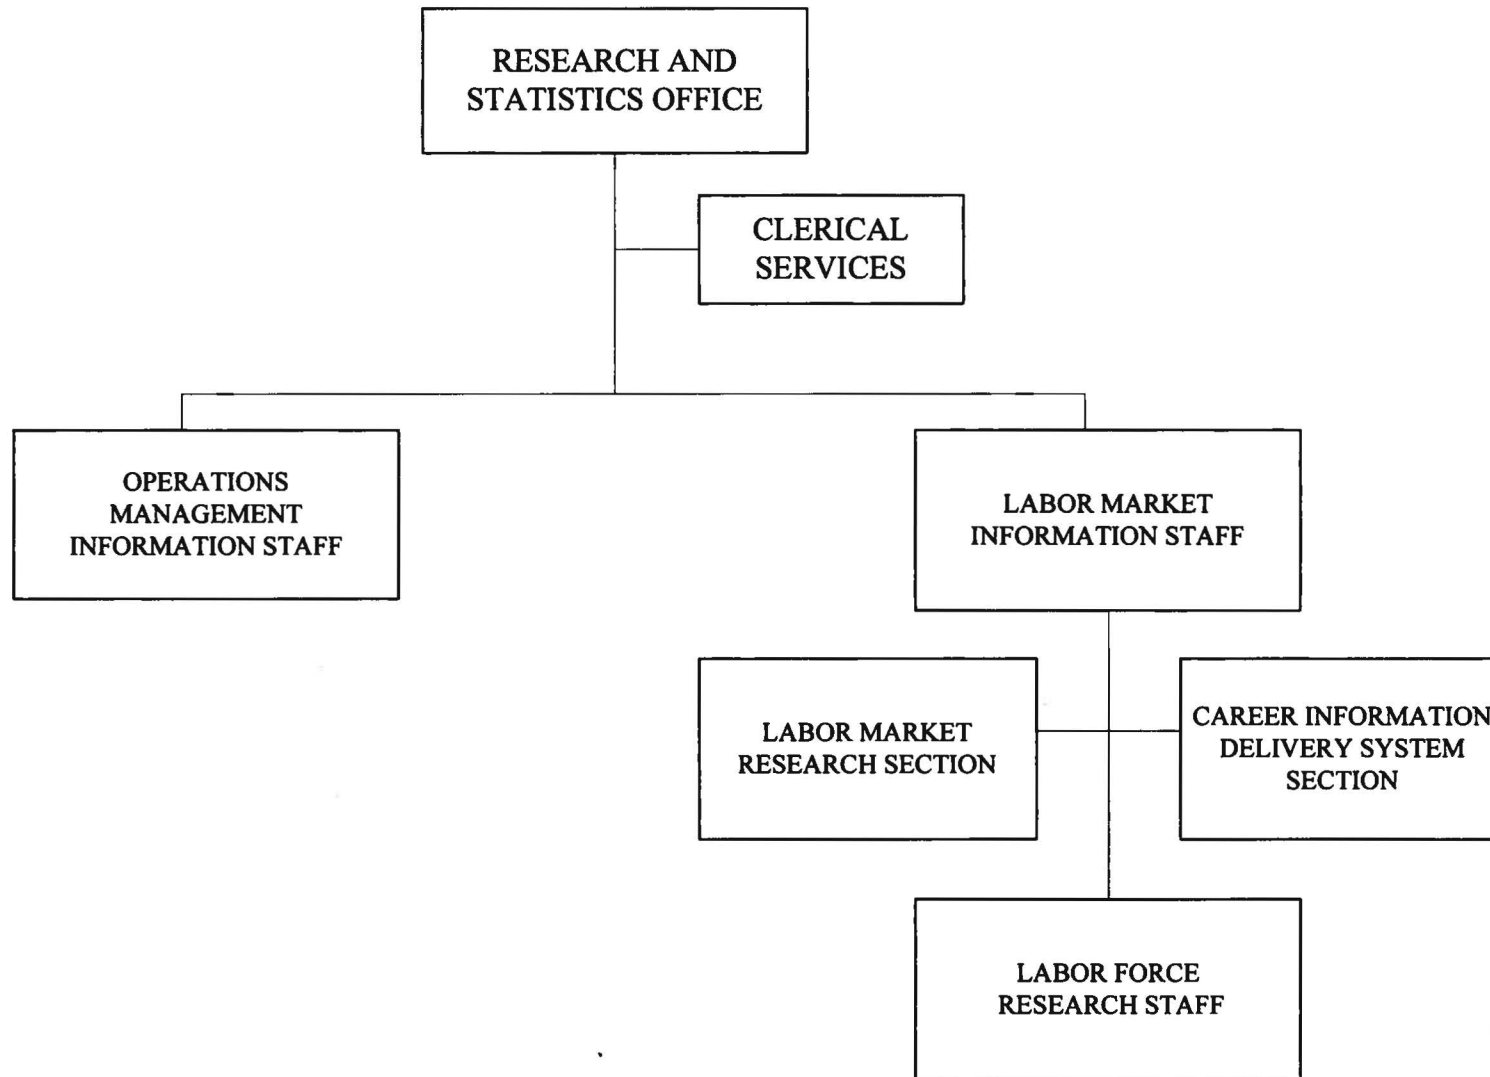 RESEARCH AND
STATISTICS OFFICE
CLERICAL
SERVICES
OPERATIONS
MANAGEMENT
INFORMATION STAFF
LABOR MARKET
INFORMATION STAFF
LABOR MARKET
RESEARCH SECTION
CAREER INFORMATION
DELIVERY SYSTEM
SECTION
LABOR FORCE
RESEARCH STAFF